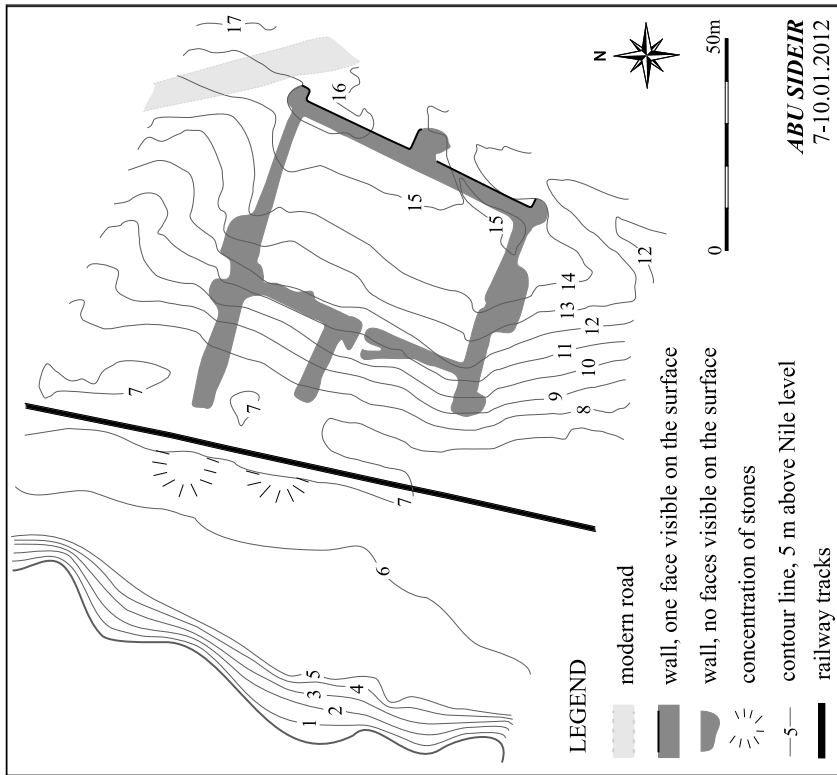 17
16
15
15
14
13
12
12
11
10
9
8
7
7
7
6
5
4
3
2
1
N
0
50m
ABU SIDEIR
7-10.01.2012
LEGEND
modern road
wall, one face visible on the surface
wall, no faces visible on the surface
concentration of stones
—5— contour line, 5 m above Nile level
railway tracks